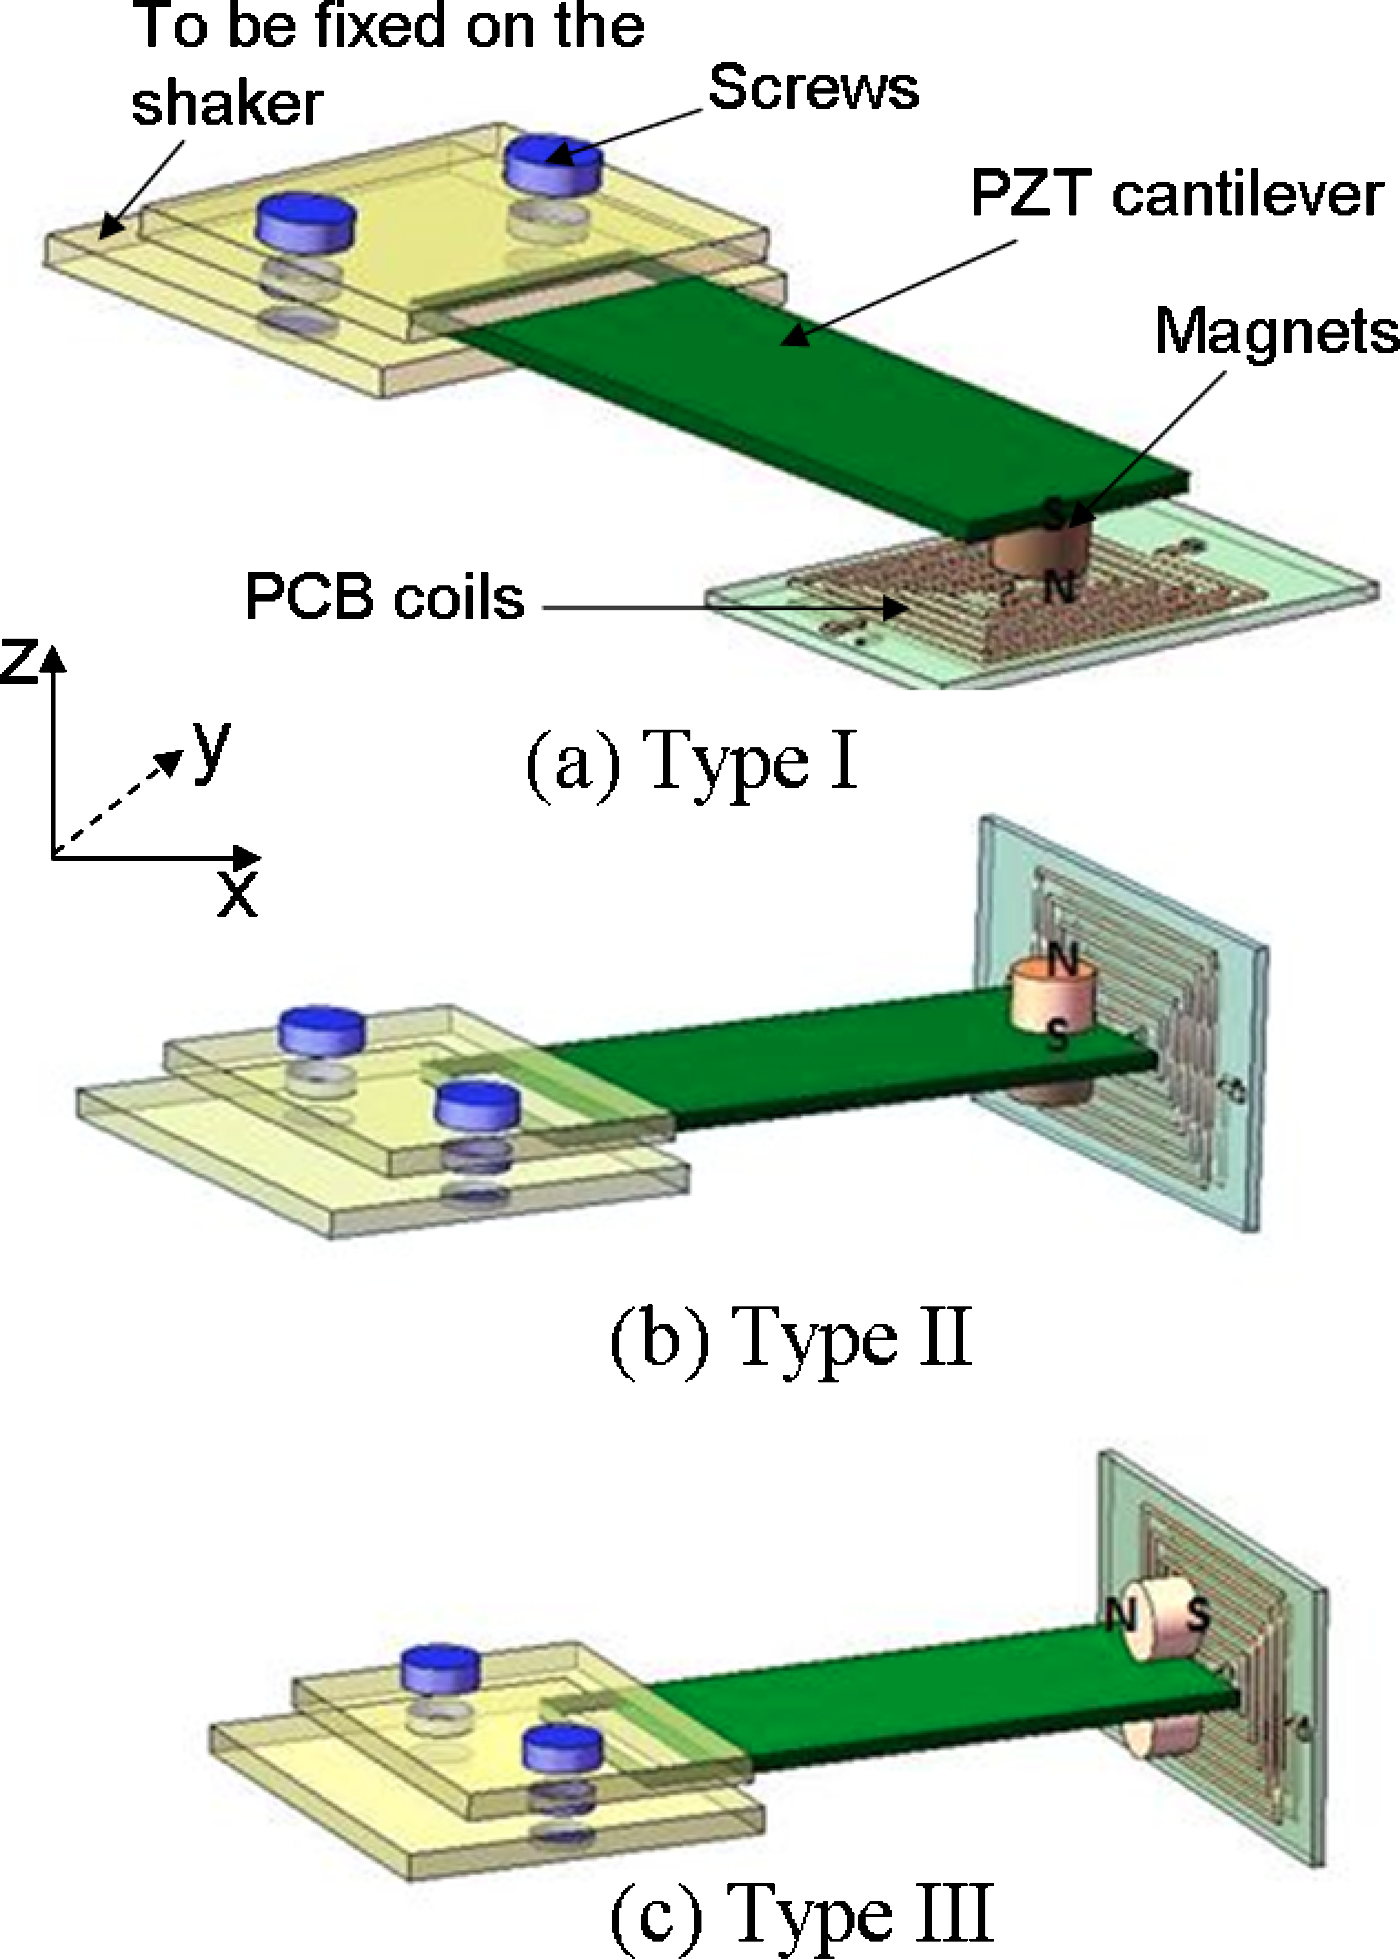 To be fixed on the
shaker
Screws
PZT cantilever
Magnets
S
N
PCB coils
z
y
x
(a) Type I
N
S
(b) Type II
N S
(c) Type III